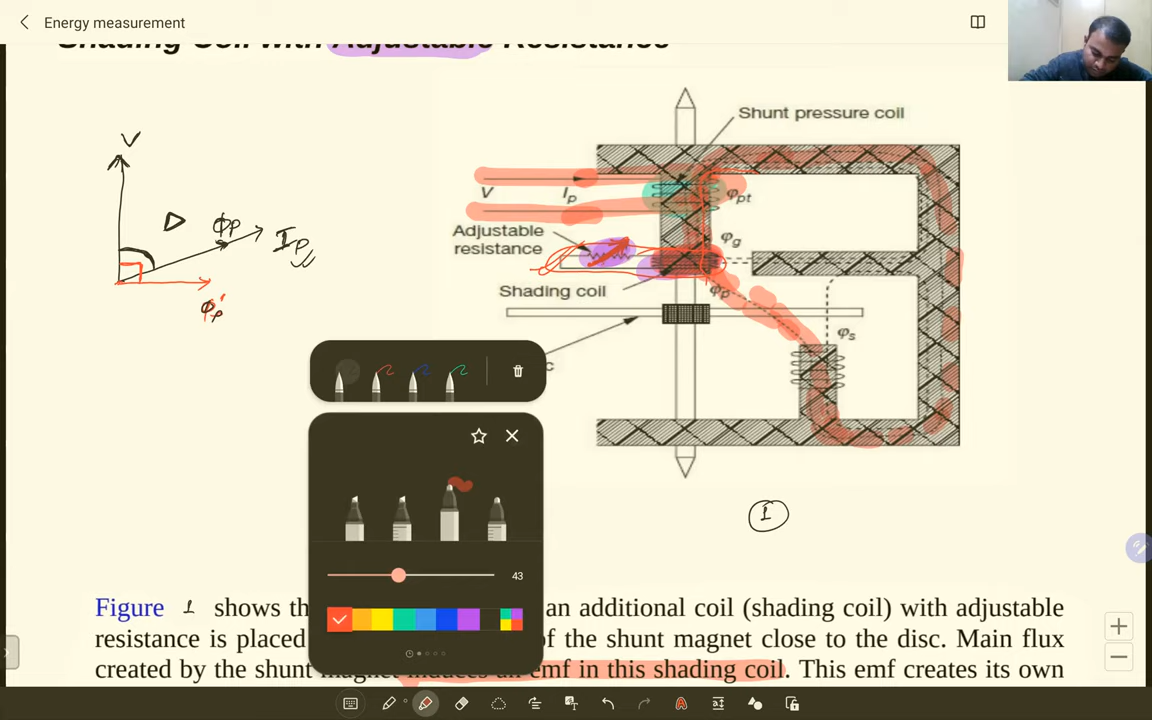 Energy measurement
Shading Coil with Adjustable Resistance
V
Δ
φp
Ip
φp'
Shunt pressure coil
V
Ip
φpt
Adjustable
resistance
φg
Shading coil
φp
φs
c
1
43
Figure 1 shows th an additional coil (shading coil) with adjustable
resistance is placed of the shunt magnet close to the disc. Main flux
created by the shunt magnet induces an emf in this shading coil. This emf creates its own